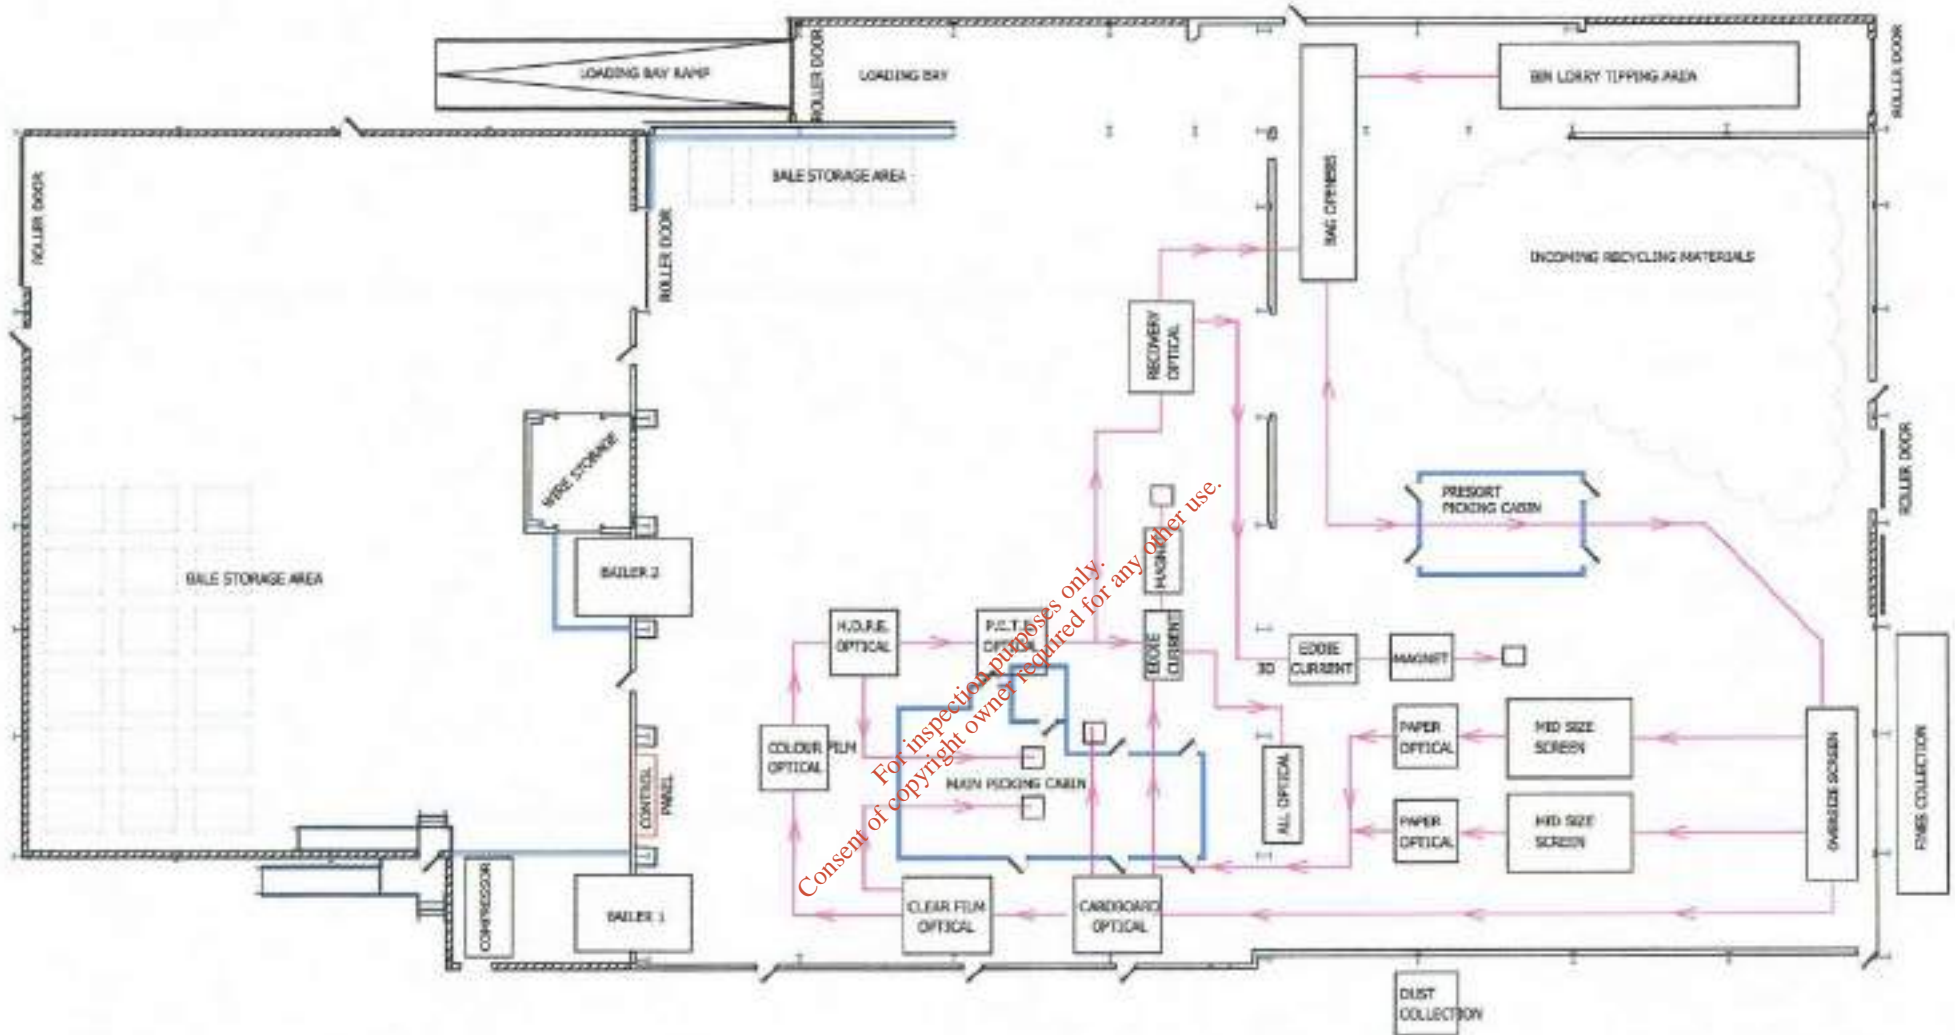 LOADING BAY RAMP
ROLLER DOOR
LOADING BAY
BIN LORRY TIPPING AREA
ROLLER DOOR
ROLLER DOOR
BALE STORAGE AREA
ROLLER DOOR
BAG OPENERS
INCOMING RECYCLING MATERIALS
RECOVERY
OPTICAL
WIRE STORAGE
PRESORT
PICKING CABIN
ROLLER DOOR
MAGNET
BALE STORAGE AREA
BAILER 2
H.D.P.E.
OPTICAL
P.E.T.E.
OPTICAL
EDDIE
CURRENT
3D
EDDIE
CURRENT
MAGNET
COLOUR FILM
OPTICAL
MAIN PICKING CABIN
ALL OPTICAL
PAPER
OPTICAL
MID SIZE
SCREEN
PAPER
OPTICAL
MID SIZE
SCREEN
OVERSIZE SCREEN
FINES COLLECTION
CONTROL
PANEL
COMPRESSOR
BAILER 1
CLEAR FILM
OPTICAL
CARDBOARD
OPTICAL
DUST
COLLECTION
For inspection purposes only.
Consent of copyright owner required for any other use.